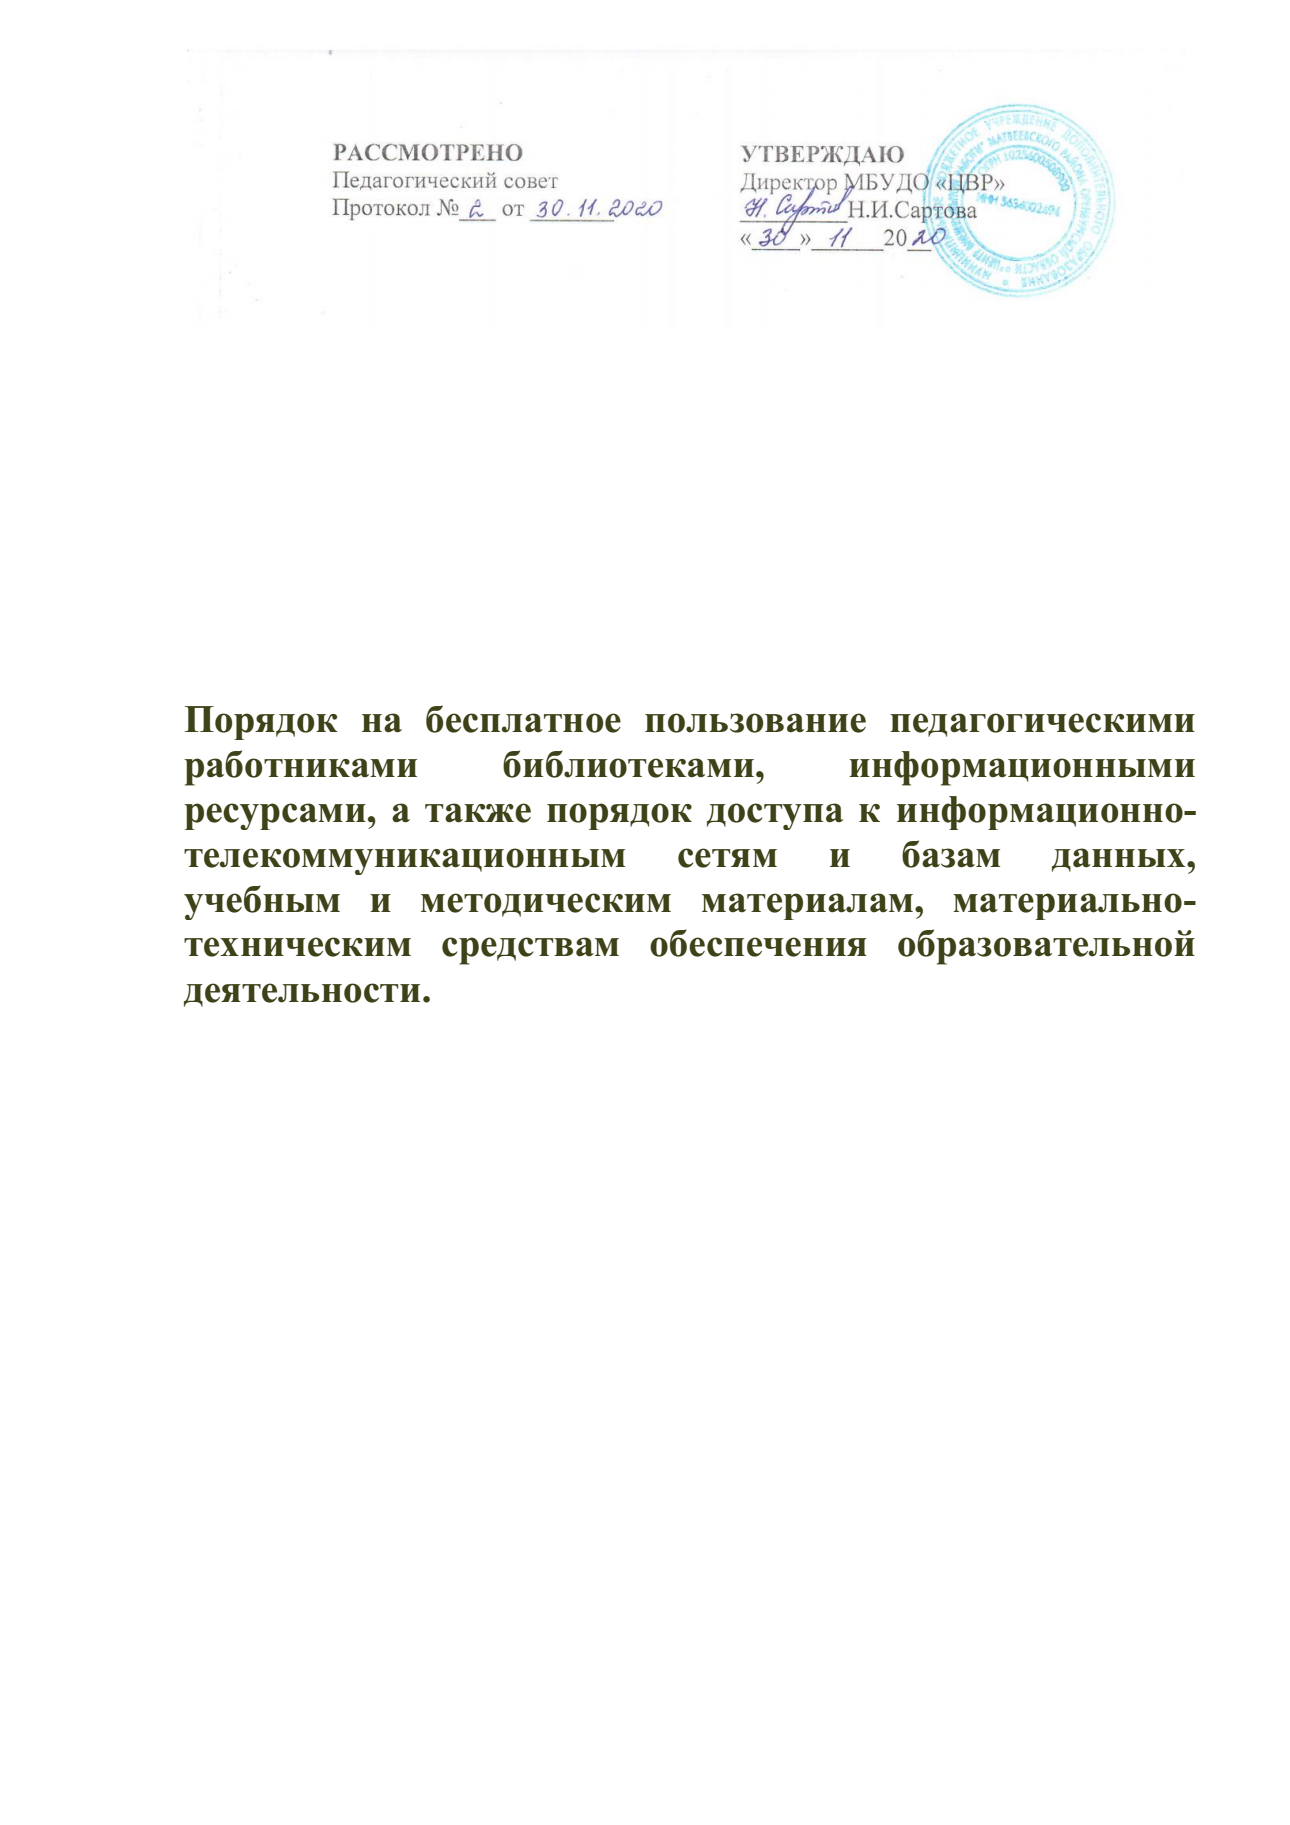 РАССМОТРЕНО
Педагогический совет
Протокол № 2 от 30.11.2020
УТВЕРЖДАЮ
Директор МБУДО «ЦВР»
Н. Сартов Н.И.Сартова
«30» 11 2020
Порядок на бесплатное пользование педагогическими
работниками библиотеками, информационными
ресурсами, а также порядок доступа к информационно-
телекоммуникационным сетям и базам данных,
учебным и методическим материалам, материально-
техническим средствам обеспечения образовательной
деятельности.